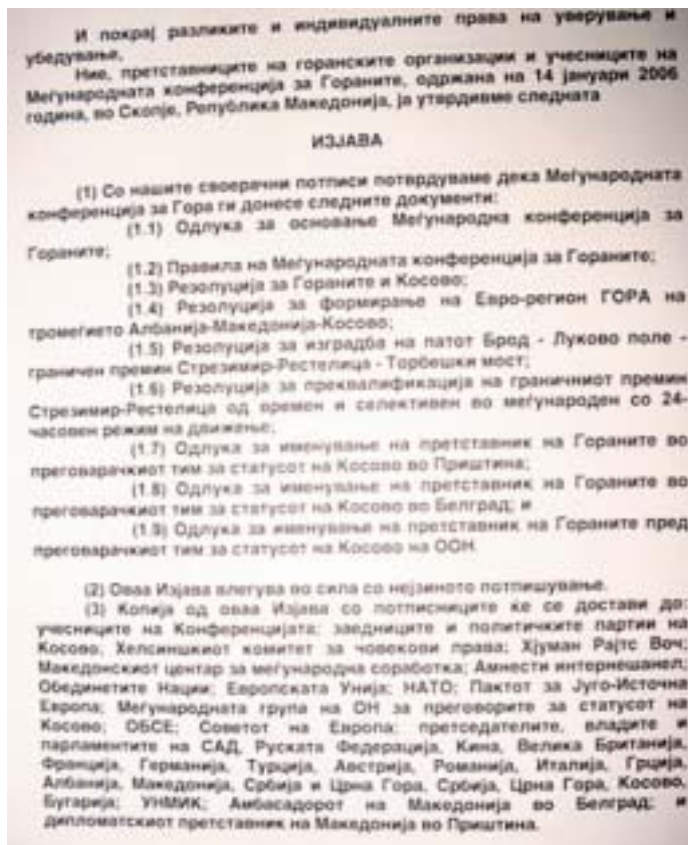 И покрај разликите и индивидуалните права на уверување и
убедување,
Ние, претставниците на горанските организации и учесниците на
Меѓународната конференција за Гораните, одржана на 14 јануари 2006
година, во Скопје, Република Македонија, ја утврдивме следната
ИЗЈАВА
(1) Со нашите своерачни потписи потврдуваме дека Меѓународната
конференција за Гора ги донесе следните документи:
(1.1) Одлука за основање Меѓународна конференција за
Гораните;
(1.2) Правила на Меѓународната конференција за Гораните;
(1.3) Резолуција за Гораните и Косово;
(1.4) Резолуција за формирање на Евро-регион ГОРА на
тромеѓието Албанија-Македонија-Косово;
(1.5) Резолуција за изградба на патот Брод - Луково поле -
граничен премин Стрезимир-Рестелица - Торбешки мост;
(1.6) Резолуција за преквалификација на граничниот премин
Стрезимир-Рестелица од времен и селективен во меѓународен со 24-
часовен режим на движење;
(1.7) Одлука за именување на претставник на Гораните во
преговарачкиот тим за статусот на Косово во Приштина;
(1.8) Одлука за именување на претставник на Гораните во
преговарачкиот тим за статусот на Косово во Белград; и
(1.9) Одлука за именување на претставник на Гораните пред
преговарачкиот тим за статусот на Косово на ООН.
(2) Оваа Изјава влегува во сила со нејзиното потпишување.
(3) Копија од оваа Изјава со потписниците ќе се достави до:
учесниците на Конференцијата; заедниците и политичките партии на
Косово, Хелсиншкиот комитет за човекови права; Хјуман Рајтс Воч;
Македонскиот центар за меѓународна соработка; Амнести интернешанел;
Обединетите Нации; Европската Унија; НАТО; Пактот за Југо-Источна
Европа; Меѓународната група на ОН за преговорите за статусот на
Косово; ОБСЕ; Советот на Европа; претседателите, владите и
парламентите на САД, Руската Федерација, Кина, Велика Британија,
Франција, Германија, Турција, Австрија, Романија, Италија, Грција,
Албанија, Македонија, Србија и Црна Гора, Србија, Црна Гора, Косово,
Бугарија; УНМИК; Амбасадорот на Македонија во Белград; и
дипломатскиот претставник на Македонија во Приштина.